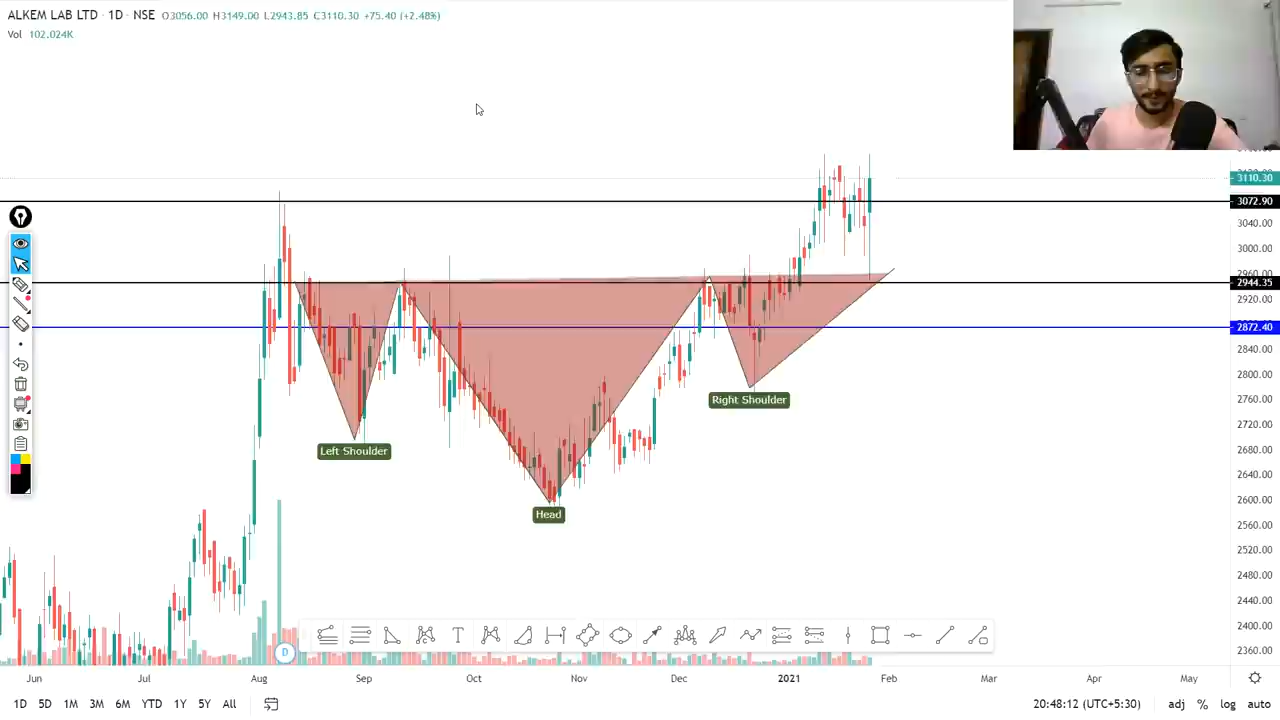 ALKEM LAB LTD · 1D · NSE O3056.00 H3149.00 L2943.85 C3110.30 +75.40 (+2.48%)
Vol 102.024K
3110.30
3072.90
3040.00
3000.00
2944.35
2920.00
2872.40
2840.00
2800.00
2760.00
2720.00
2680.00
2640.00
2600.00
2560.00
2520.00
2480.00
2440.00
2400.00
2360.00
Left Shoulder
Head
Right Shoulder
D
Jun Jul Aug Sep Oct Nov Dec 2021 Feb Mar Apr May
1D 5D 1M 3M 6M YTD 1Y 5Y All 20:48:12 (UTC+5:30) adj % log auto